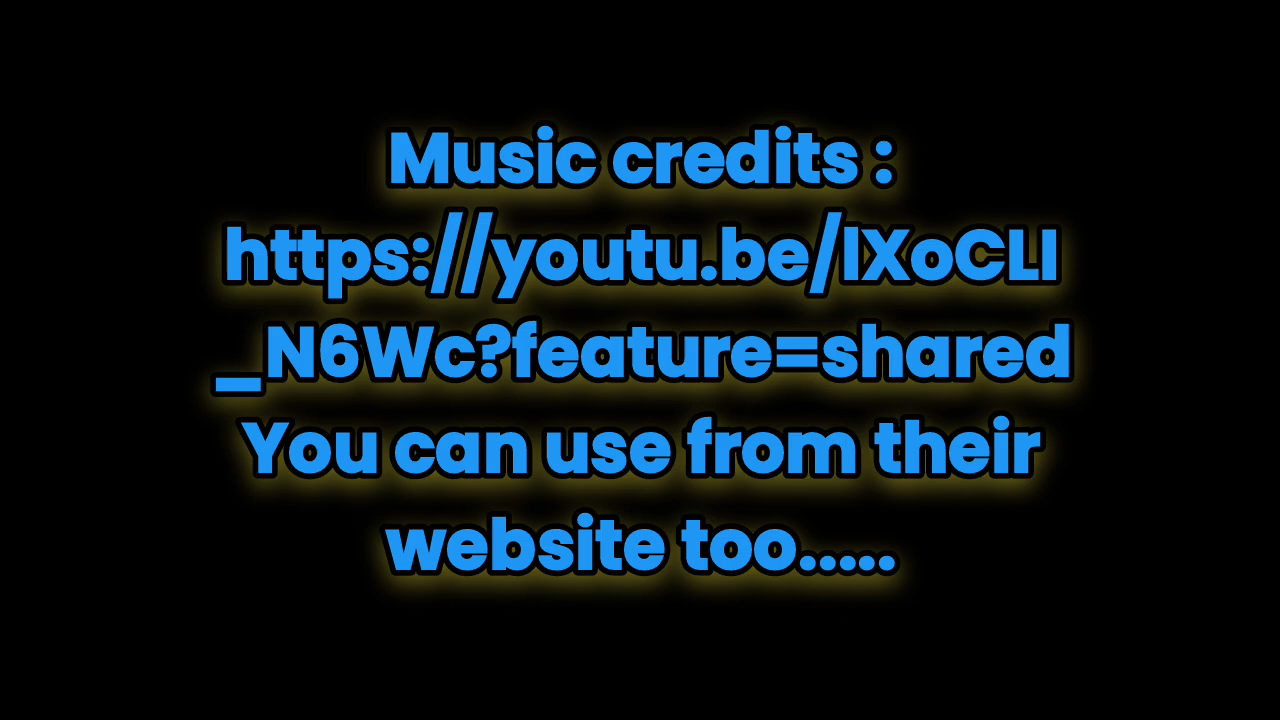 Music credits :
https://youtu.be/lXoCLI
_N6Wc?feature=shared
You can use from their
website too.....